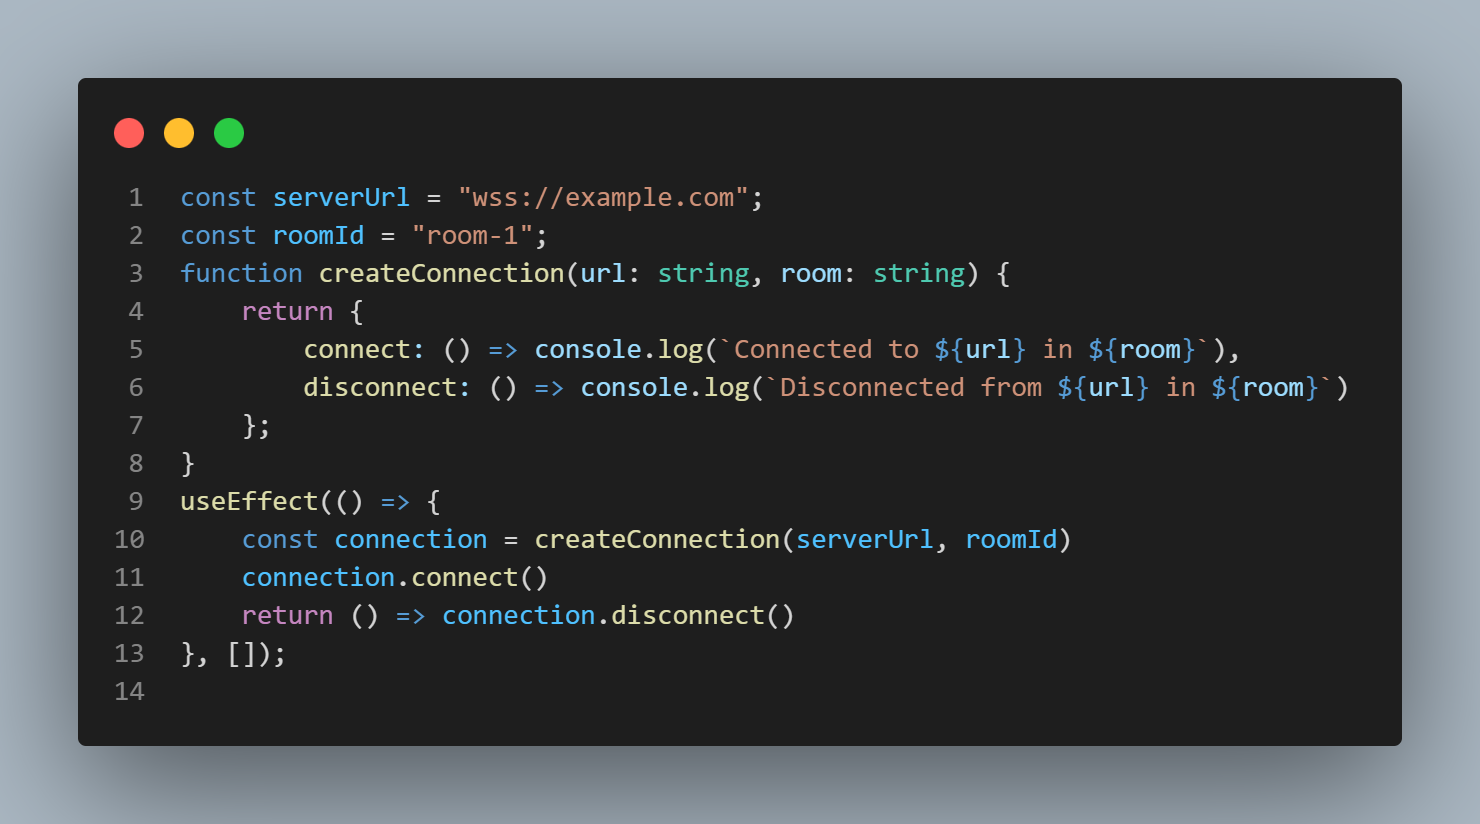 1 const serverUrl = "wss://example.com";
2 const roomId = "room-1";
3 function createConnection(url: string, room: string) {
4     return {
5         connect: () => console.log(`Connected to ${url} in ${room}`),
6         disconnect: () => console.log(`Disconnected from ${url} in ${room}`)
7     };
8 }
9 useEffect(() => {
10     const connection = createConnection(serverUrl, roomId)
11     connection.connect()
12     return () => connection.disconnect()
13 }, []);
14